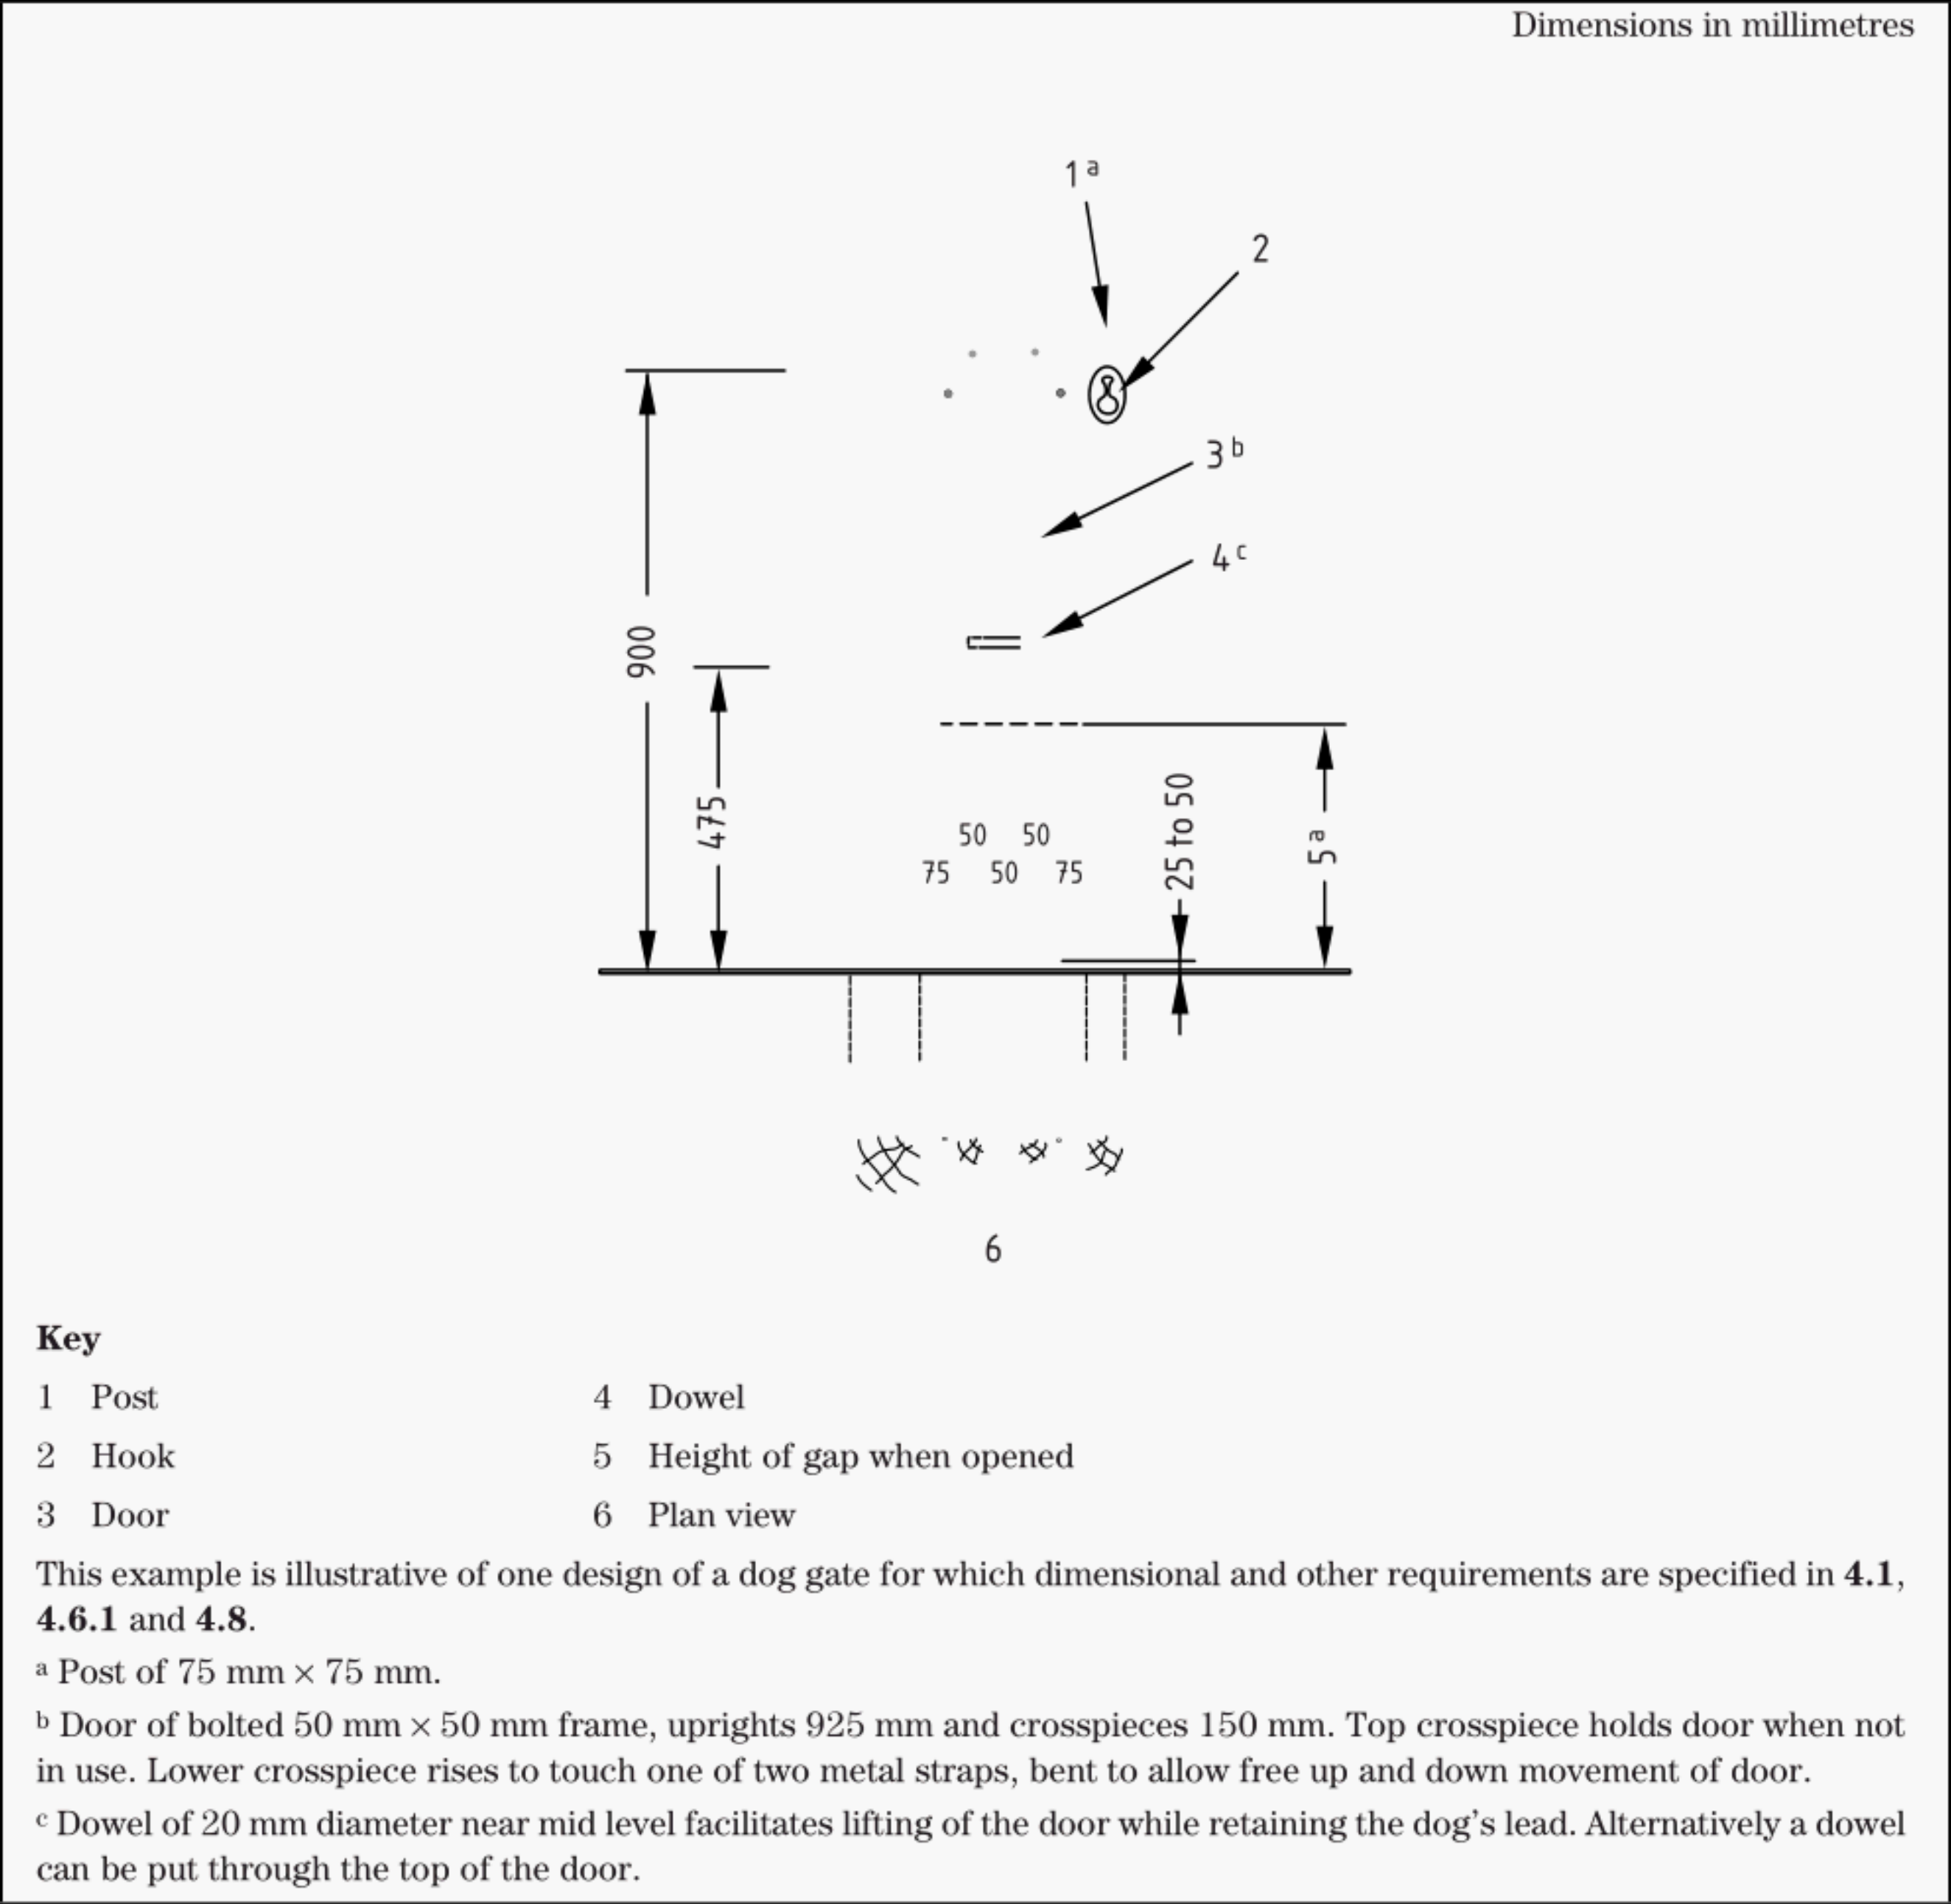 Dimensions in millimetres
1 a
2
3 b
4 c
900
475
25 to 50
5 a
50 50
75 50 75
6
Key
1 Post
2 Hook
3 Door
4 Dowel
5 Height of gap when opened
6 Plan view
This example is illustrative of one design of a dog gate for which dimensional and other requirements are specified in 4.1,
4.6.1 and 4.8.
a Post of 75 mm × 75 mm.
b Door of bolted 50 mm × 50 mm frame, uprights 925 mm and crosspieces 150 mm. Top crosspiece holds door when not
in use. Lower crosspiece rises to touch one of two metal straps, bent to allow free up and down movement of door.
c Dowel of 20 mm diameter near mid level facilitates lifting of the door while retaining the dog’s lead. Alternatively a dowel
can be put through the top of the door.